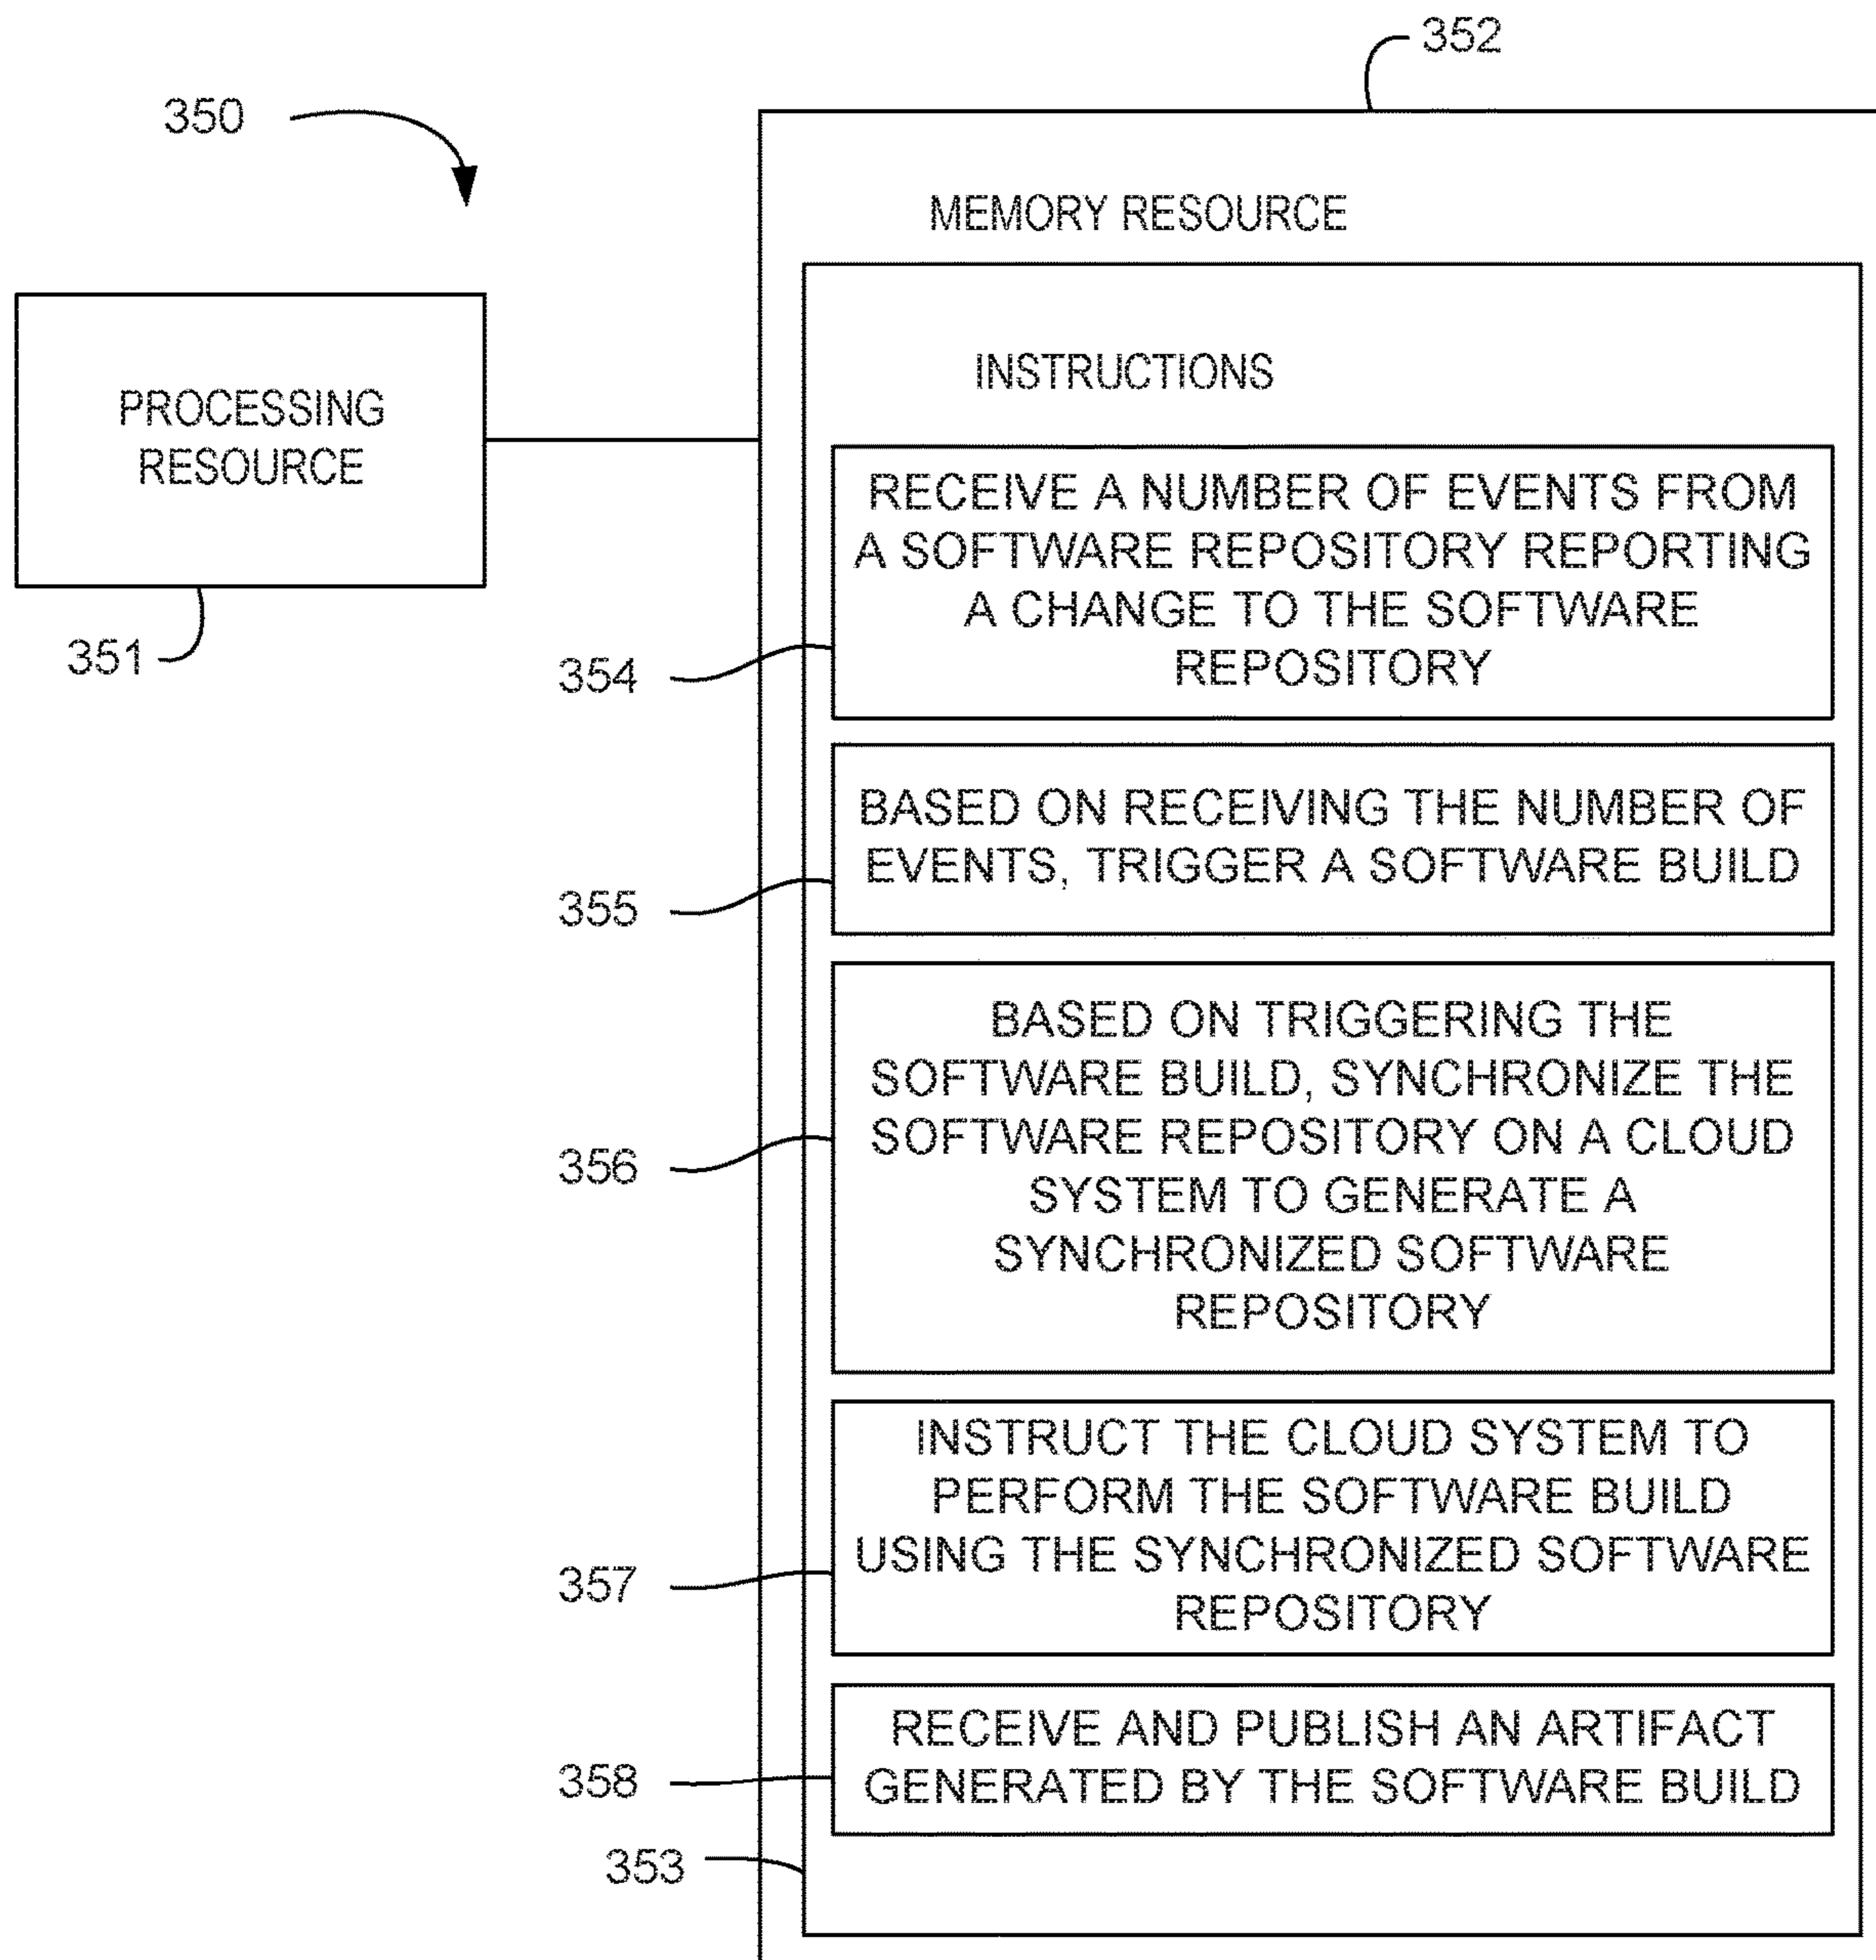 352
350
MEMORY RESOURCE
INSTRUCTIONS
PROCESSING
RESOURCE
351
RECEIVE A NUMBER OF EVENTS FROM
A SOFTWARE REPOSITORY REPORTING
A CHANGE TO THE SOFTWARE
REPOSITORY
354
BASED ON RECEIVING THE NUMBER OF
EVENTS, TRIGGER A SOFTWARE BUILD
355
BASED ON TRIGGERING THE
SOFTWARE BUILD, SYNCHRONIZE THE
SOFTWARE REPOSITORY ON A CLOUD
SYSTEM TO GENERATE A
SYNCHRONIZED SOFTWARE
REPOSITORY
356
INSTRUCT THE CLOUD SYSTEM TO
PERFORM THE SOFTWARE BUILD
USING THE SYNCHRONIZED SOFTWARE
REPOSITORY
357
RECEIVE AND PUBLISH AN ARTIFACT
GENERATED BY THE SOFTWARE BUILD
358
353